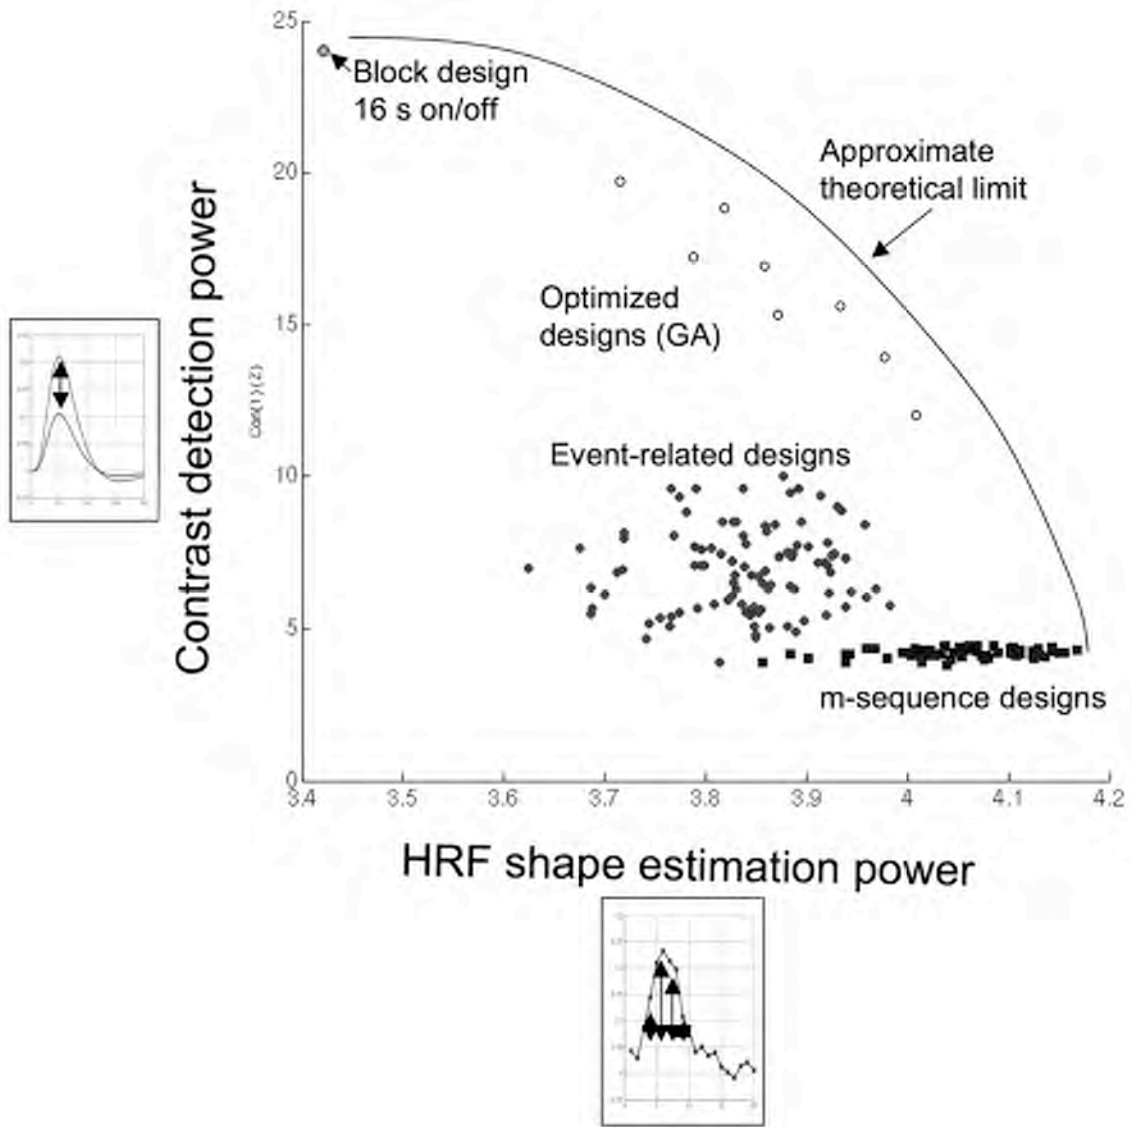 25
Block design
16 s on/off
Approximate
theoretical limit
20
Contrast detection power
Optimized
designs (GA)
15
Event-related designs
10
5
m-sequence designs
0
3.4 3.5 3.6 3.7 3.8 3.9 4 4.1 4.2
HRF shape estimation power